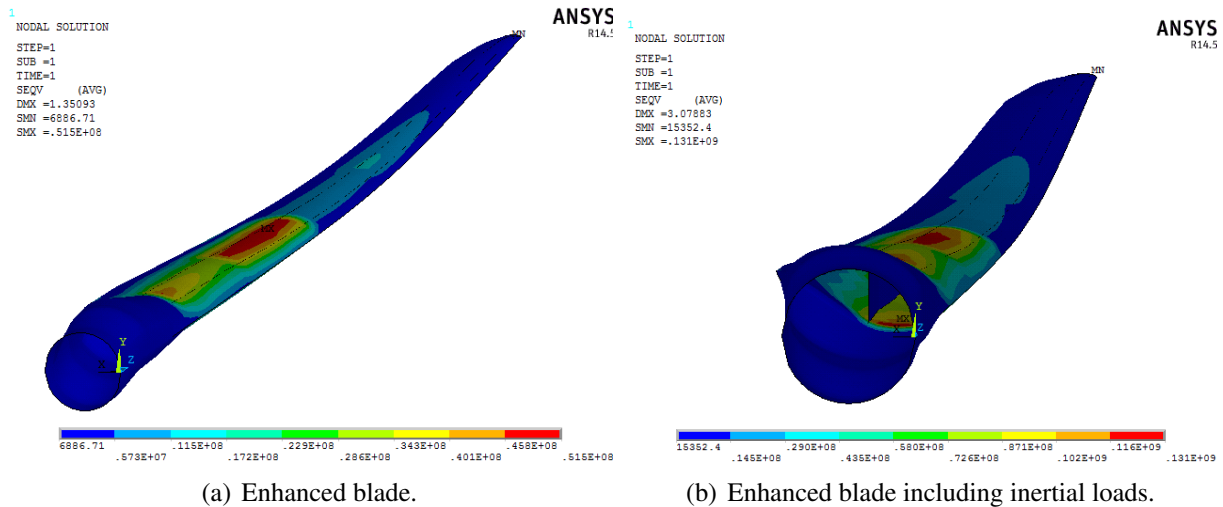 1
NODAL SOLUTION
STEP=1
SUB =1
TIME=1
SEQV (AVG)
DMX =1.35093
SMN =6886.71
SMX =.515E+08
ANSYS
R14.5
MN
MX
Y
Z
X
6886.71 .115E+08 .229E+08 .343E+08 .458E+08
.573E+07 .172E+08 .286E+08 .401E+08 .515E+08
(a) Enhanced blade.
1
NODAL SOLUTION
STEP=1
SUB =1
TIME=1
SEQV (AVG)
DMX =3.07883
SMN =15352.4
SMX =.131E+09
ANSYS
R14.5
MN
MX
Y
Z
X
15352.4 .290E+08 .580E+08 .871E+08 .116E+09
.145E+08 .435E+08 .726E+08 .102E+09 .131E+09
(b) Enhanced blade including inertial loads.